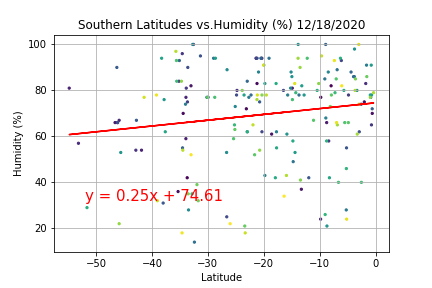 Southern Latitudes vs.Humidity (%) 12/18/2020
100
80
60
40
20
Humidity (%)
y = 0.25x + 74.61
−50
−40
−30
−20
−10
0
Latitude